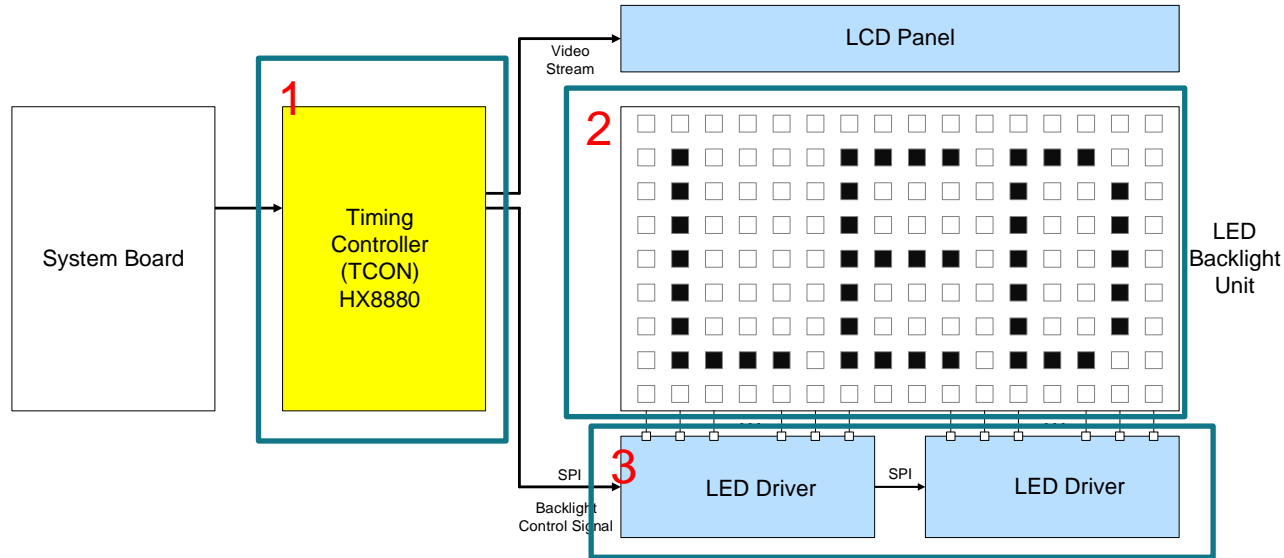 LCD Panel
Video
Stream
1
2
System Board
Timing
Controller
(TCON)
HX8880
LED
LED
Backlight
Unit
...
...
3
SPI
LED Driver
SPI
LED Driver
Backlight
Control Signal